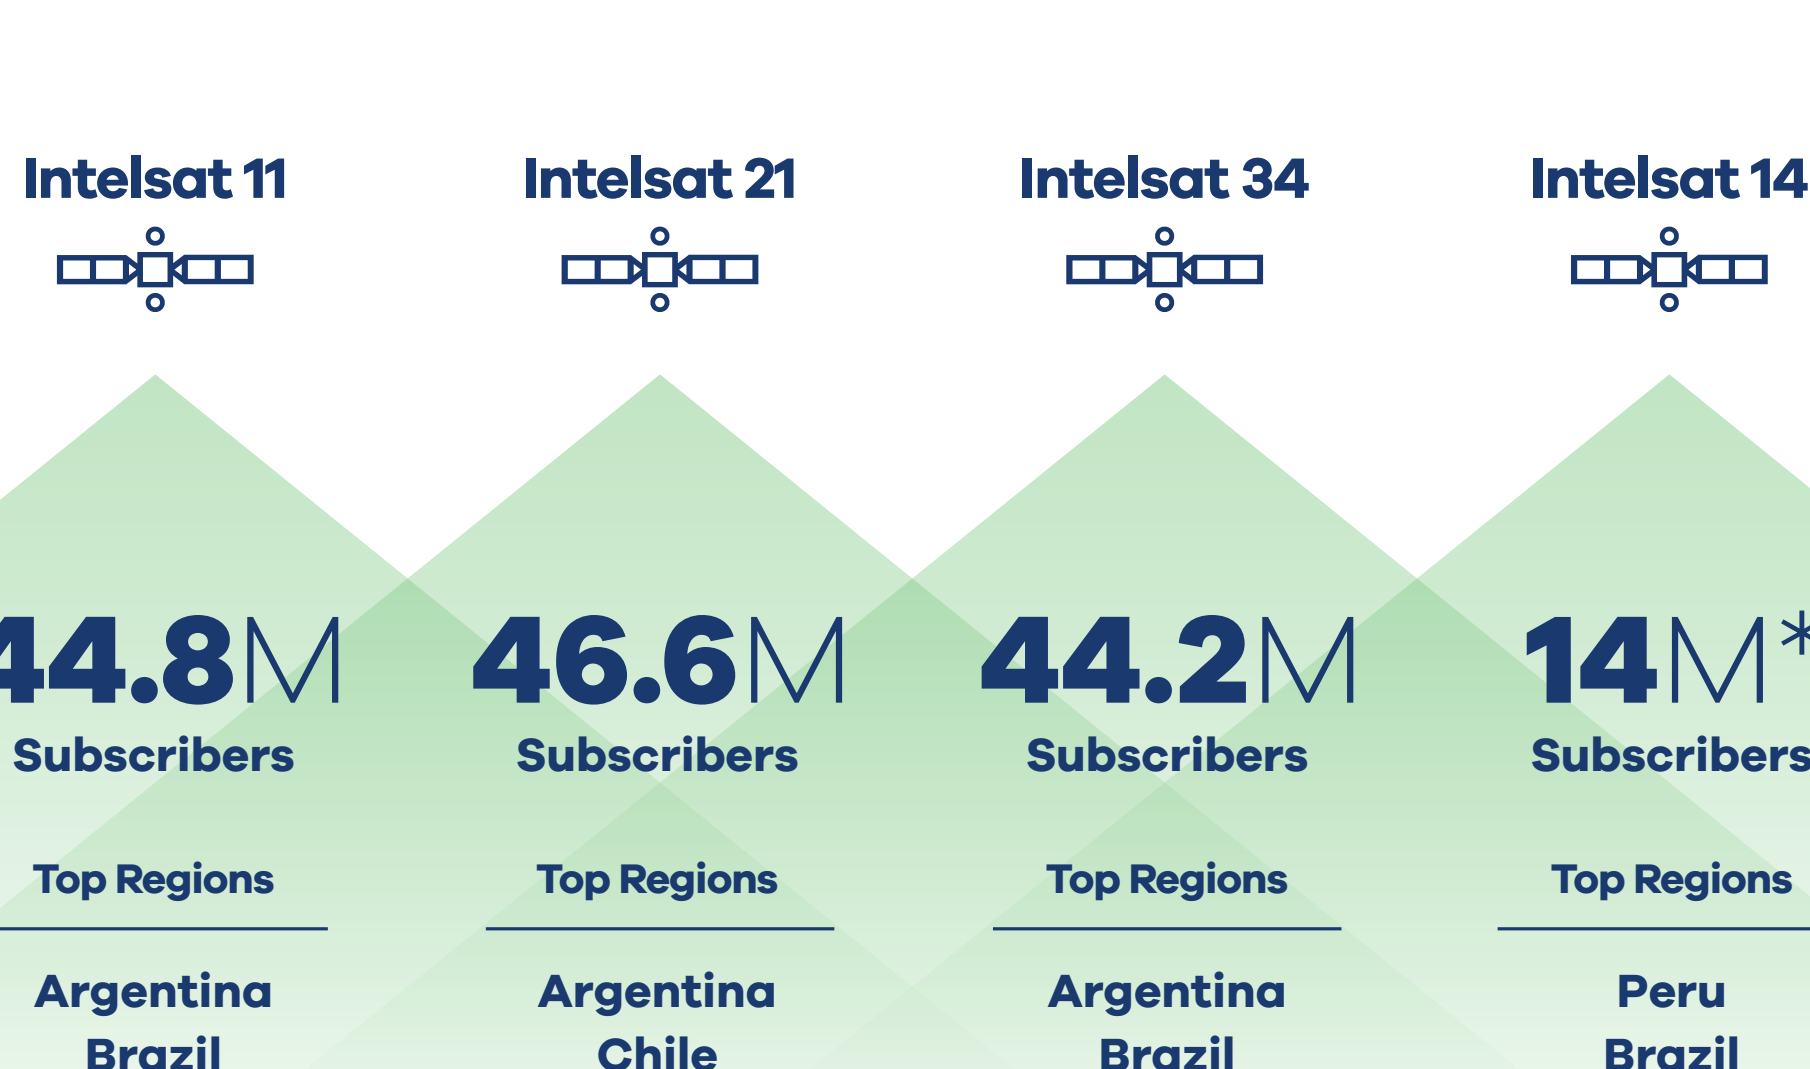 Intelsat 11
44.8M
Subscribers
Top Regions
Argentina
Brazil
Intelsat 21
46.6M
Subscribers
Top Regions
Argentina
Chile
Intelsat 34
44.2M
Subscribers
Top Regions
Argentina
Brazil
Intelsat 14
14M*
Subscribers
Top Regions
Peru
Brazil